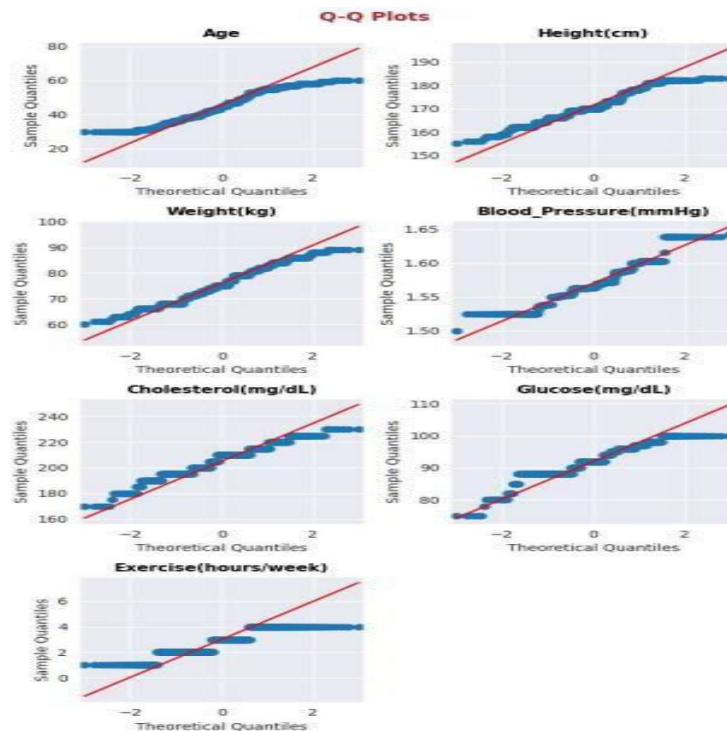 Q-Q Plots
Age
Height(cm)
80
60
40
20
Sample Quantiles
−2
0
2
Theoretical Quantiles
190
180
170
160
150
Sample Quantiles
−2
0
2
Theoretical Quantiles
Weight(kg)
Blood_Pressure(mmHg)
100
90
80
70
60
Sample Quantiles
−2
0
2
Theoretical Quantiles
1.65
1.60
1.55
1.50
Sample Quantiles
−2
0
2
Theoretical Quantiles
Cholesterol(mg/dL)
Glucose(mg/dL)
240
220
200
180
160
Sample Quantiles
−2
0
2
Theoretical Quantiles
110
100
90
80
Sample Quantiles
−2
0
2
Theoretical Quantiles
Exercise(hours/week)
6
4
2
0
Sample Quantiles
−2
0
2
Theoretical Quantiles